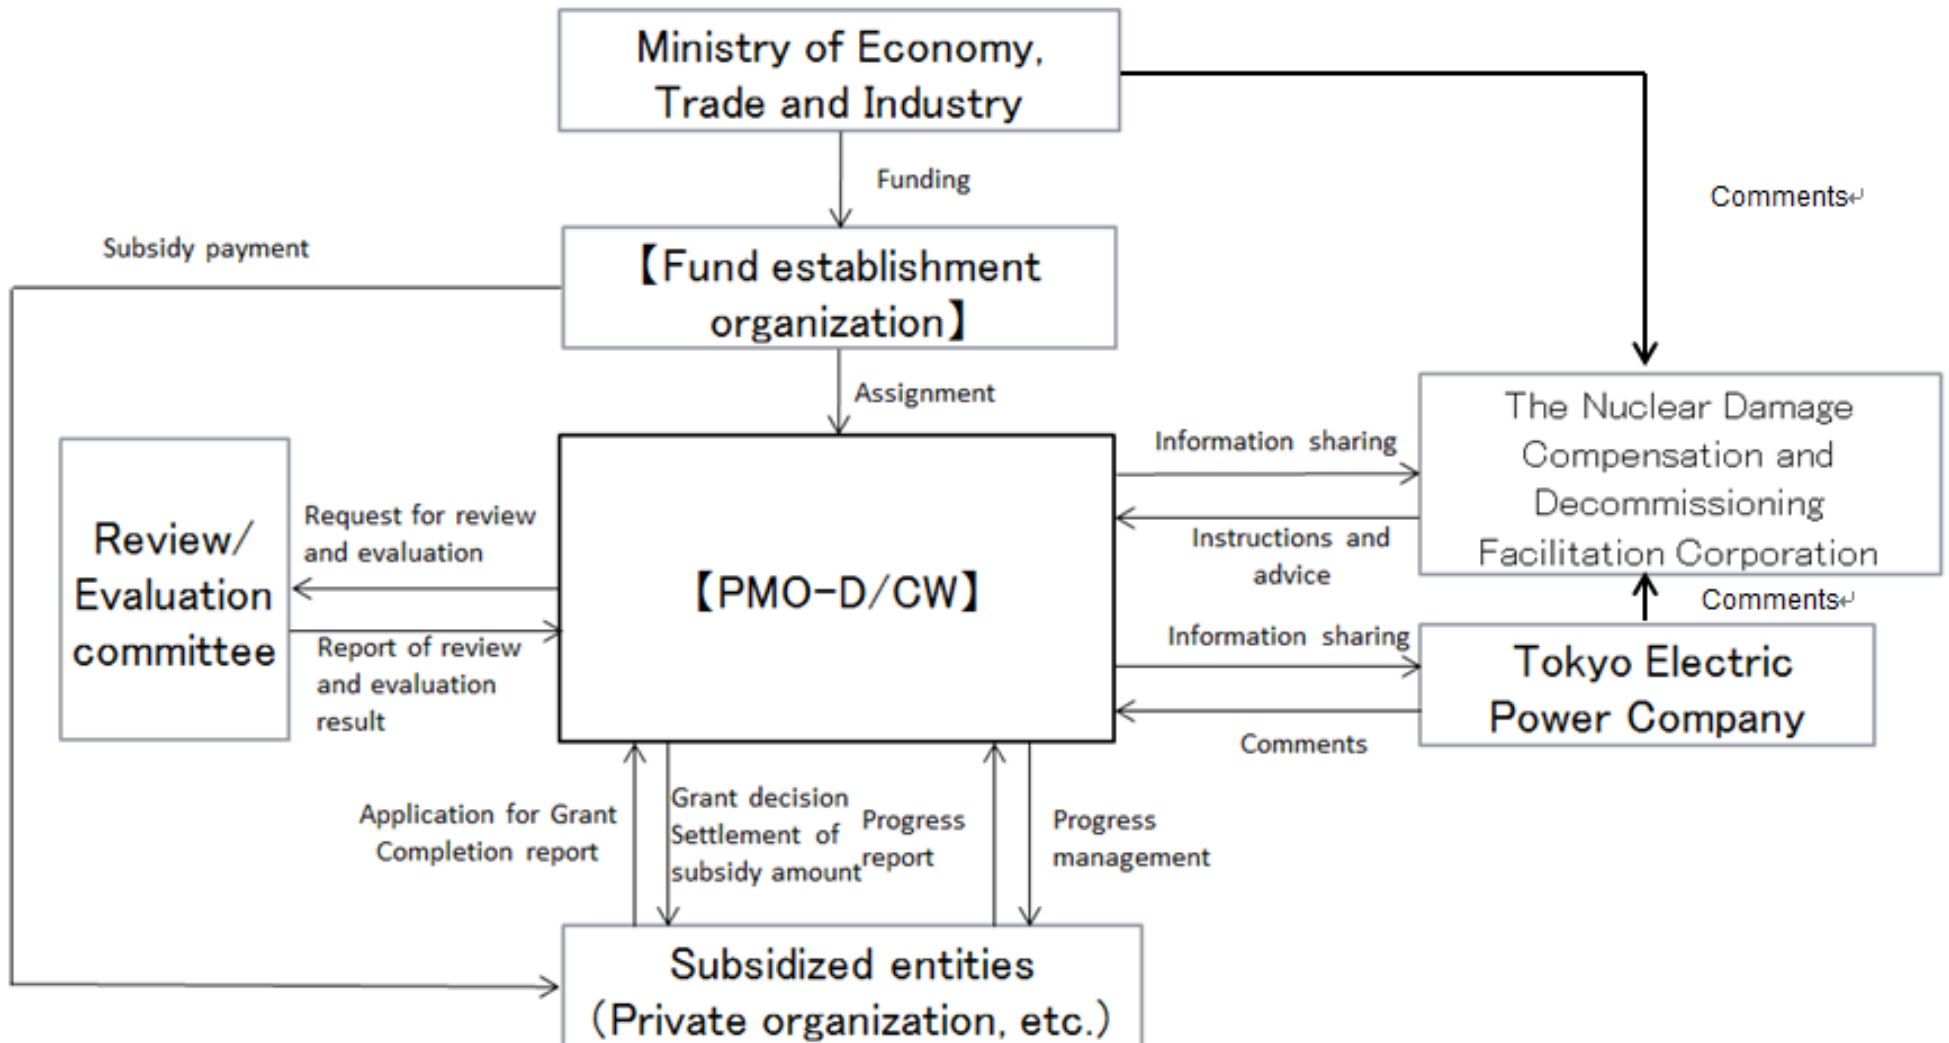 Ministry of Economy,
Trade and Industry
Funding
Comments↵
Subsidy payment
【Fund establishment
organization】
Assignment
The Nuclear Damage
Compensation and
Decommissioning
Facilitation Corporation
Information sharing
Instructions and
advice
Review/
Evaluation
committee
Request for review
and evaluation
Report of review
and evaluation
result
【PMO-D/CW】
Comments↵
Information sharing
Tokyo Electric
Power Company
Comments
Application for Grant
Completion report
Grant decision
Settlement of
subsidy amount
Progress
report
Progress
management
Subsidized entities
(Private organization, etc.)